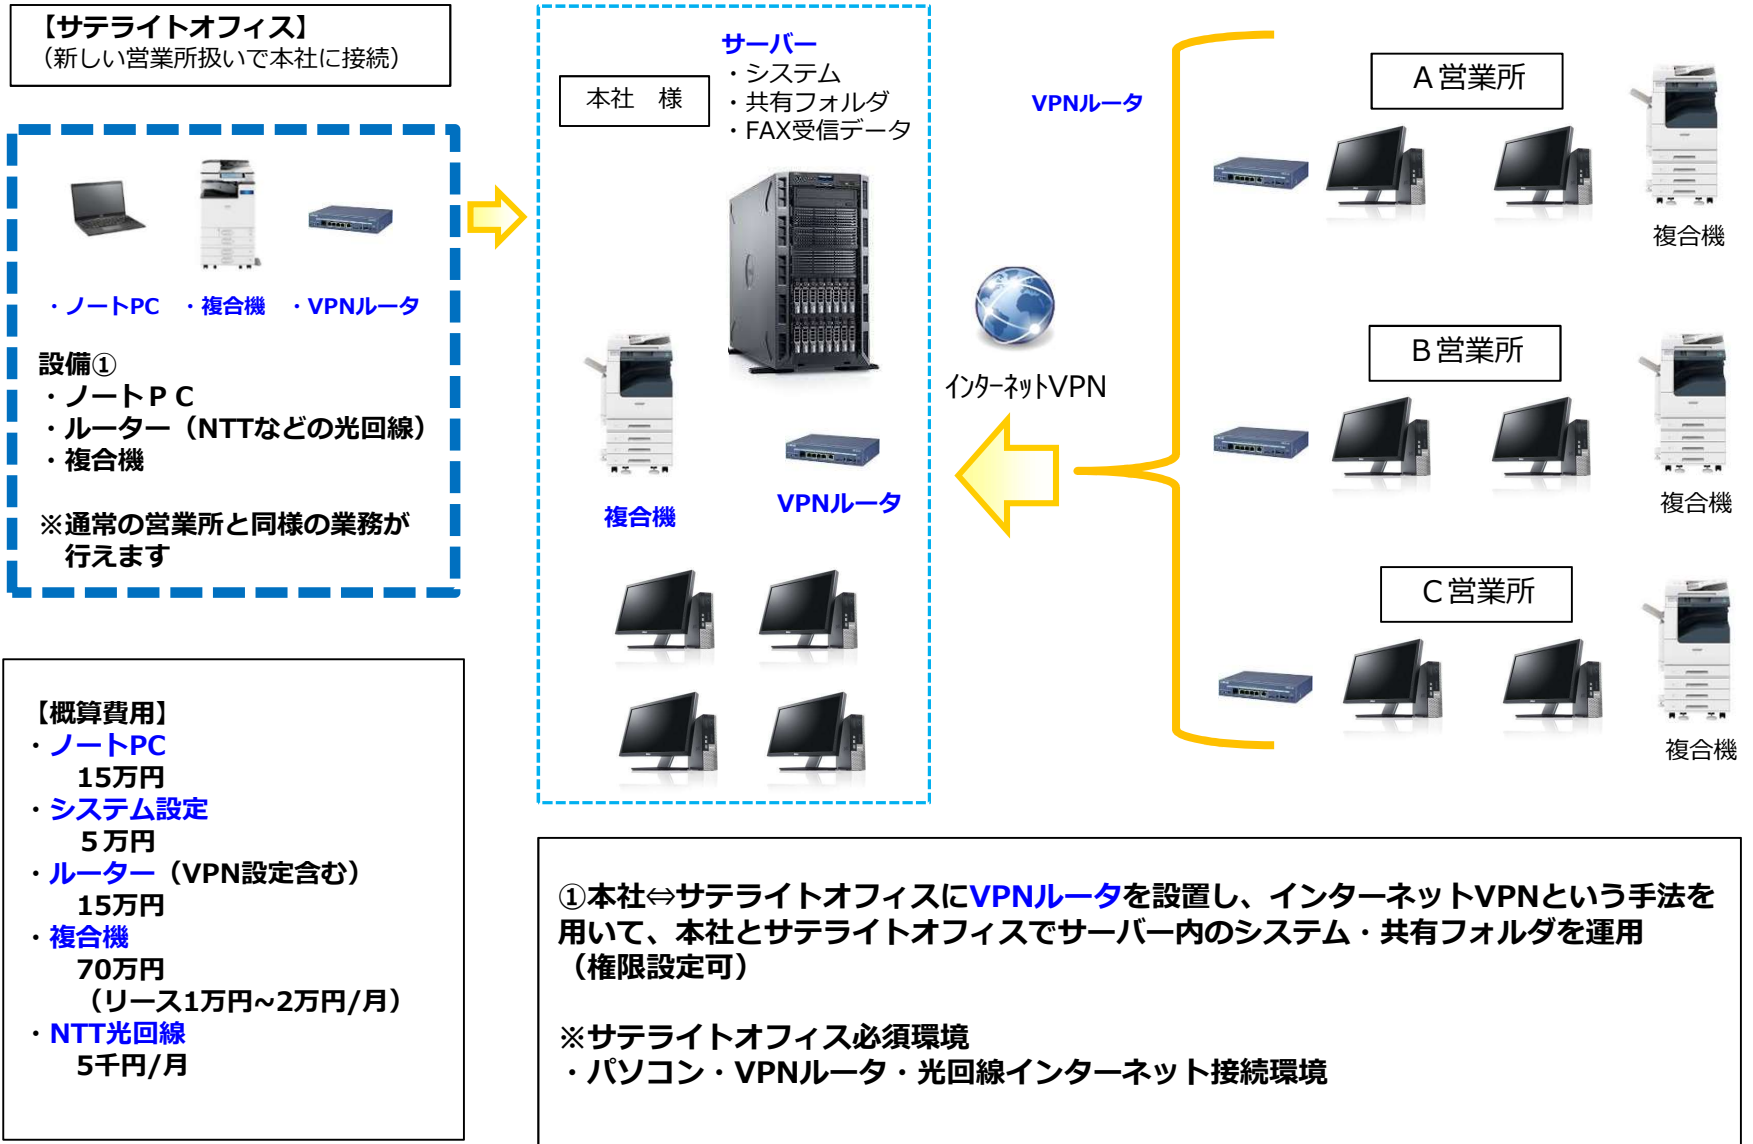 【サテライトオフィス】
（新しい営業所扱いで本社に接続）
・ノートPC ・複合機 ・VPNルータ
設備①
・ノートＰＣ
・ルーター（NTTなどの光回線）
・複合機
※通常の営業所と同様の業務が
行えます
【概算費用】
・ノートPC
15万円
・システム設定
５万円
・ルーター（VPN設定含む）
15万円
・複合機
70万円
（リース1万円~2万円/月）
・NTT光回線
5千円/月
本社　様
サーバー
・システム
・共有フォルダ
・FAX受信データ
複合機
VPNルータ
インターネットVPN
VPNルータ
Ａ営業所
複合機
Ｂ営業所
複合機
Ｃ営業所
複合機
①本社⇔サテライトオフィスにVPNルータを設置し、インターネットVPNという手法を
用いて、本社とサテライトオフィスでサーバー内のシステム・共有フォルダを運用
（権限設定可）
※サテライトオフィス必須環境
・パソコン・VPNルータ・光回線インターネット接続環境